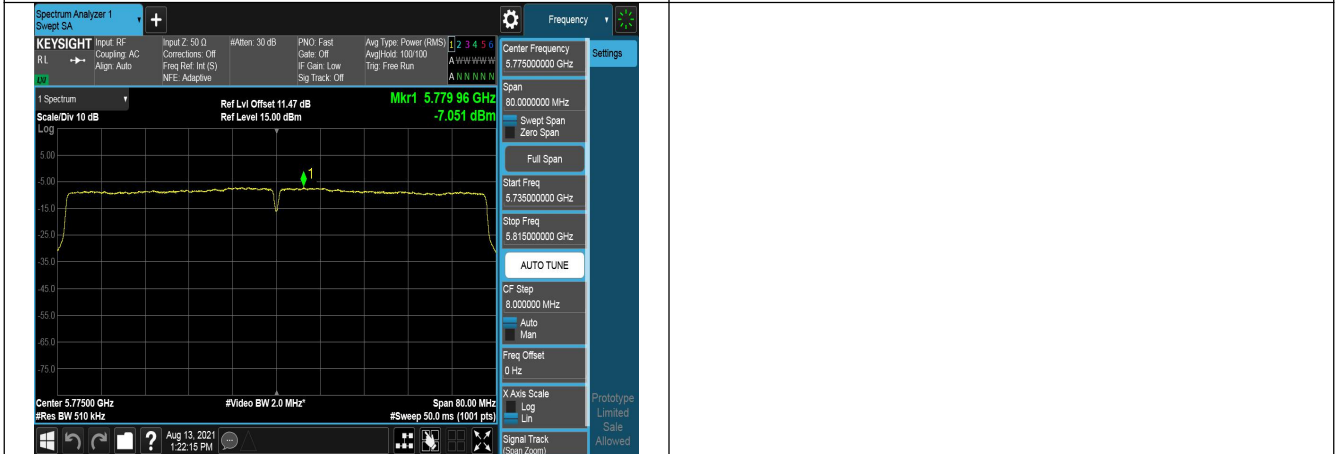 Spectrum Analyzer 1
Swept SA
+
Frequency
KEYSIGHT
RL
Input: RF
Coupling: AC
Align: Auto
Input Z: 50 Ω
Corrections: Off
Freq Ref: Int (S)
NFE: Adaptive
#Atten: 30 dB
PNO: Fast
Gate: Off
IF Gain: Low
Sig Track: Off
Avg Type: Power (RMS)
Avg|Hold: 100/100
Trig: Free Run
1 2 3 4 5 6
A W W W W W
A N N N N N
1 Spectrum
Scale/Div 10 dB
Log
Ref Lvl Offset 11.47 dB
Ref Level 15.00 dBm
Mkr1 5.779 96 GHz
-7.051 dBm
5.00
-5.00
-15.0
-25.0
-35.0
-45.0
-55.0
-65.0
-75.0
1
Center 5.77500 GHz
#Res BW 510 kHz
#Video BW 2.0 MHz*
Span 80.00 MHz
#Sweep 50.0 ms (1001 pts)
?
Aug 13, 2021
1:22:15 PM
Center Frequency
5.775000000 GHz
Span
80.0000000 MHz
Swept Span
Zero Span
Full Span
Start Freq
5.735000000 GHz
Stop Freq
5.815000000 GHz
AUTO TUNE
CF Step
8.000000 MHz
Auto
Man
Freq Offset
0 Hz
X Axis Scale
Log
Lin
Signal Track
(Span Zoom)
Settings
Prototype
Limited
Sale
Allowed